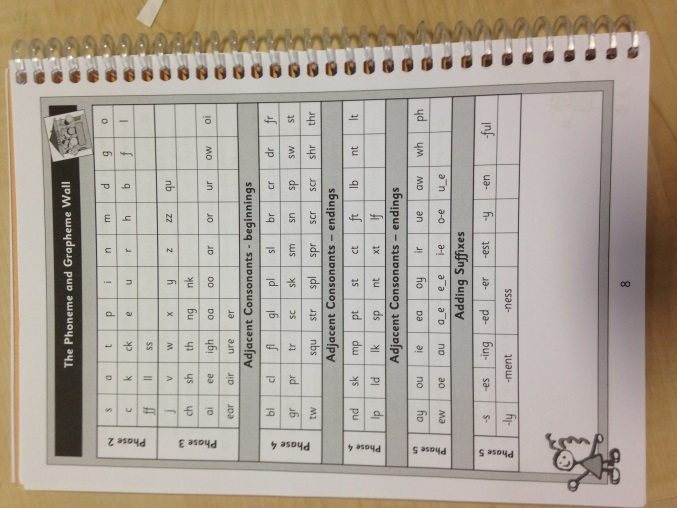 The Phoneme and Grapheme Wall
Phase 2
s a t p i n m d g o
c k ck e u r h b f l
ff ll ss
Phase 3
j v w x y z zz qu
ch sh th ng nk
ai ee igh oa oo ar or ur ow oi
ear air ure er
Adjacent Consonants - beginnings
Phase 4
bl cl fl gl pl sl br cr dr fr
gr pr tr sc sk sm sn sp sw st
tw squ str spl spr scr scr shr thr
Adjacent Consonants – endings
Phase 4
nd sk mp pt st ct ft lb nt lt
lp ld lk sp nt xt lf
Adjacent Consonants – endings
Phase 5
ay ou ie ea oy ir ue aw wh ph
ew oe au a_e e_e i-e o-e u_e
Adding Suffixes
Phase 5
-s -es -ing -ed -er -est -y -en -ful
-ly -ment -ness
8